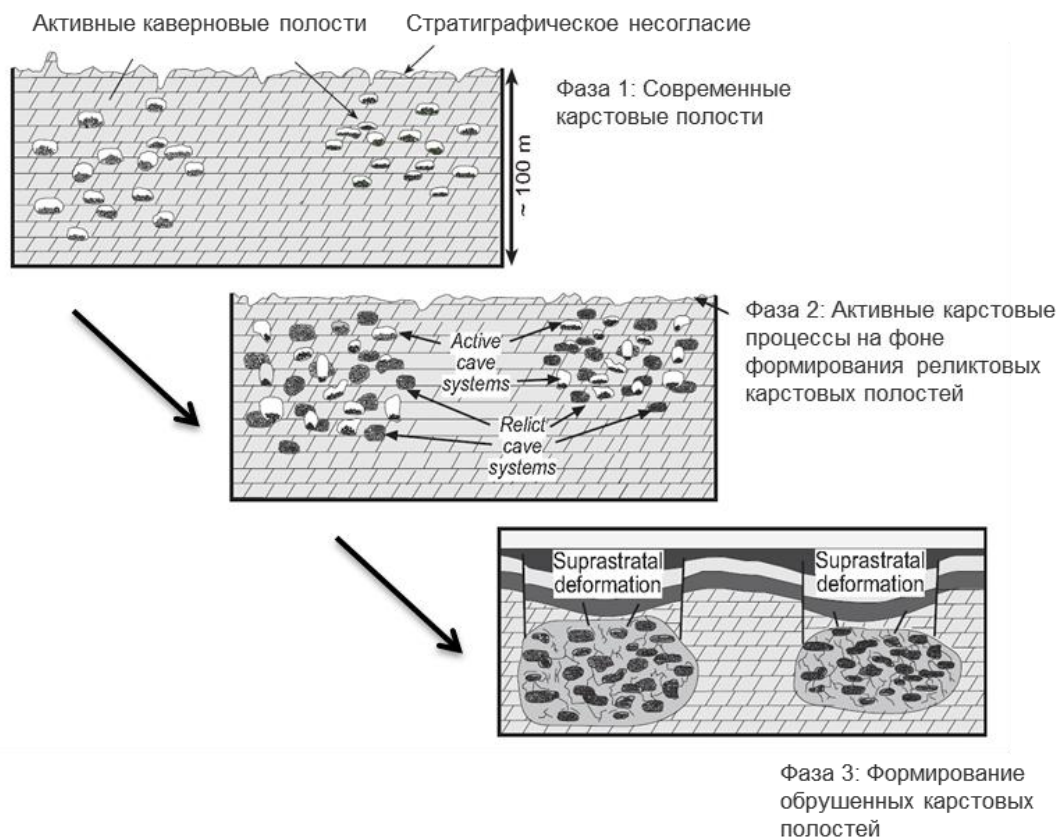 Активные каверновые полости
Стратиграфическое несогласие
Фаза 1: Современные
карстовые полости
~ 100 m
Фаза 2: Активные карстовые
процессы на фоне
формирования реликтовых
карстовых полостей
Active
cave
systems
Relict
cave
systems
Suprastratal
deformation
Suprastratal
deformation
Фаза 3: Формирование
обрушенных карстовых
полостей